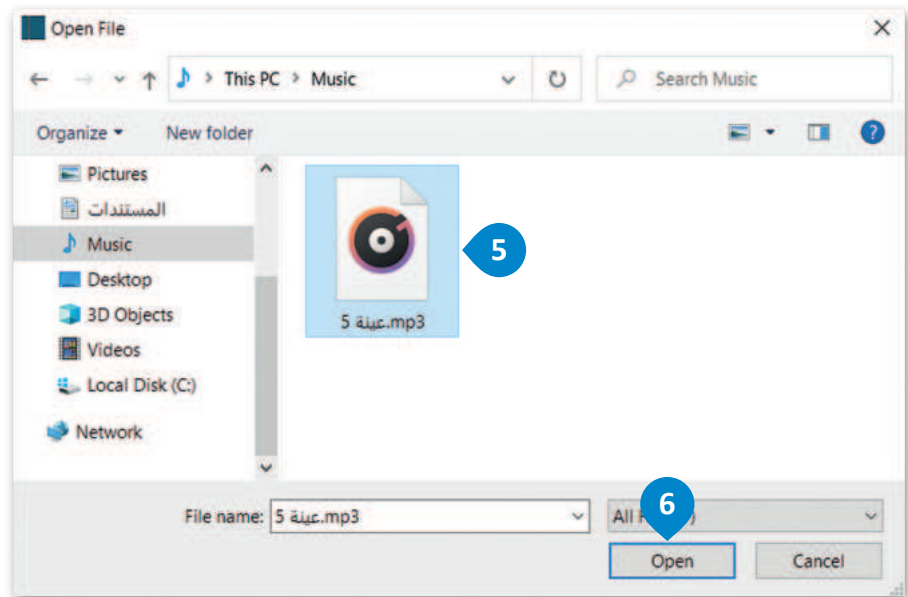 Open File
This PC > Music
Search Music
Organize
New folder
Pictures
المستندات
Music
Desktop
3D Objects
Videos
Local Disk (C:)
Network
5 عينة.mp3
5
File name: 5 عينة.mp3
All
6
Open
Cancel